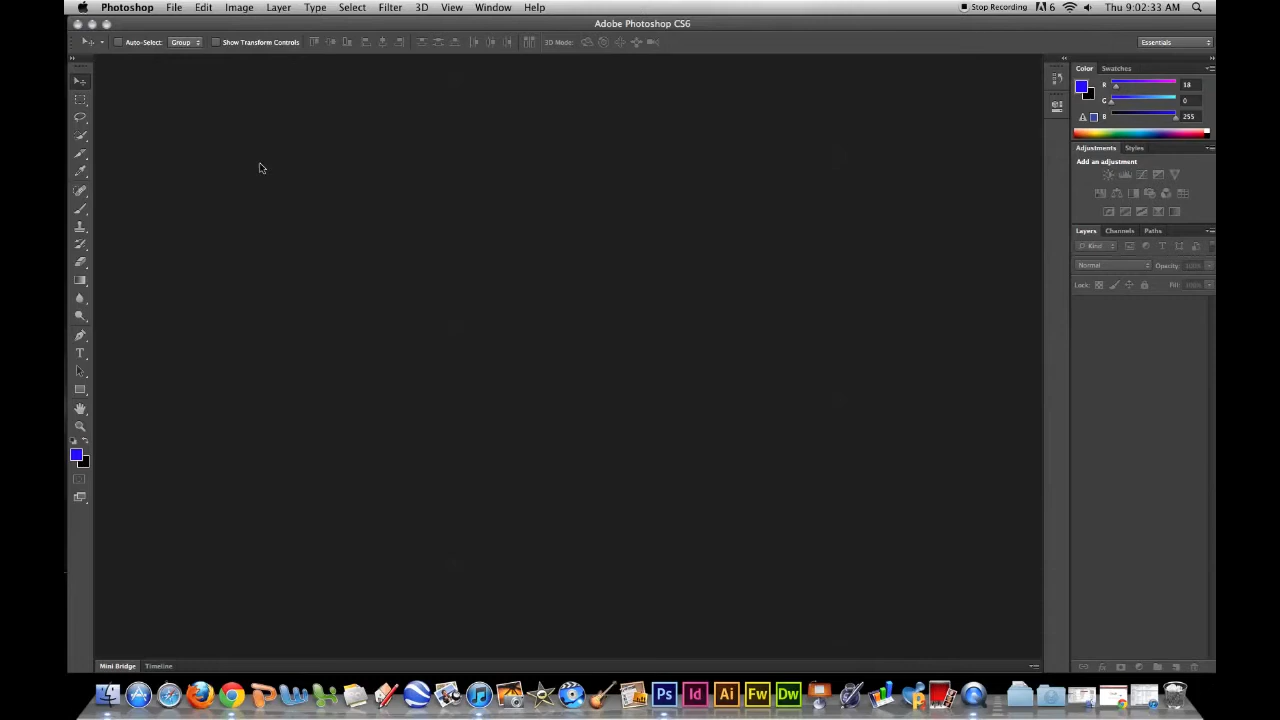 Photoshop File Edit Image Layer Type Select Filter 3D View Window Help Stop Recording 6 Thu 9:02:33 AM
Adobe Photoshop CS6
Auto-Select: Group Show Transform Controls 3D Mode: Essentials
Color Swatches
R 18
G 0
B 255
Adjustments Styles
Add an adjustment
Layers Channels Paths
Kind
Normal Opacity: 100%
Lock: Fill: 100%
T
Mini Bridge Timeline
Ps Id Ai Fw Dw